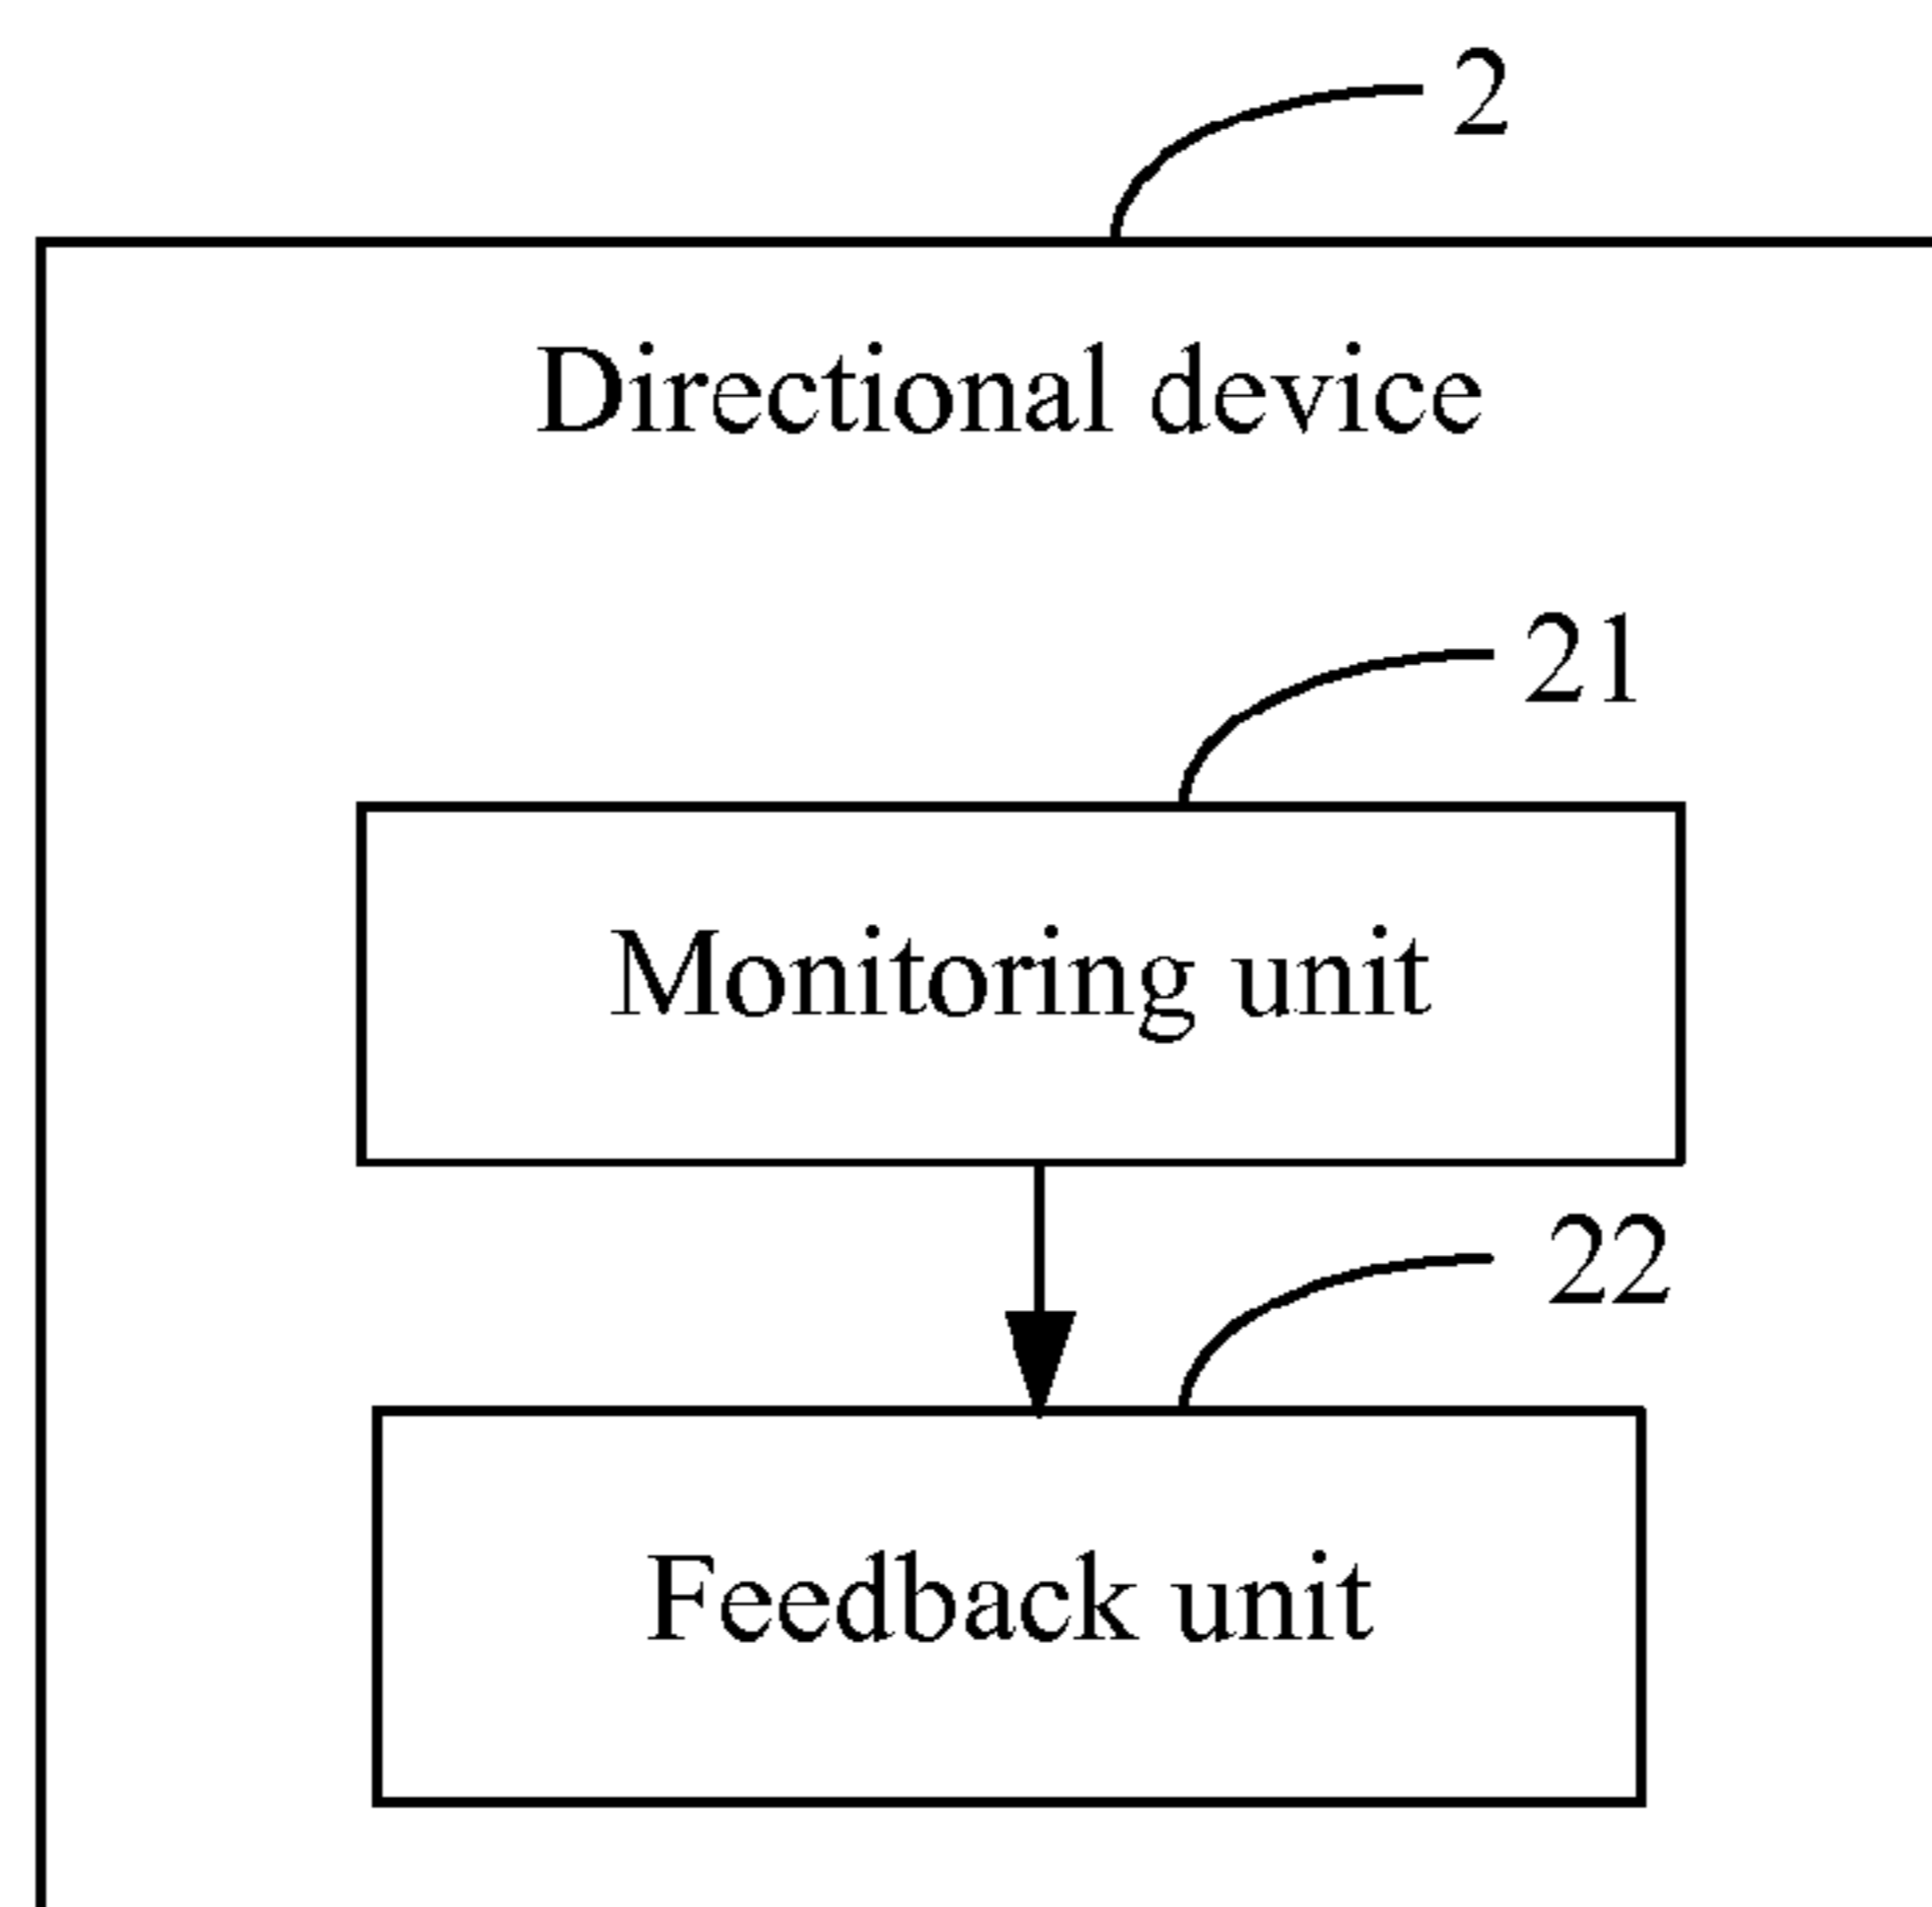 2
Directional device
21
Monitoring unit
22
Feedback unit